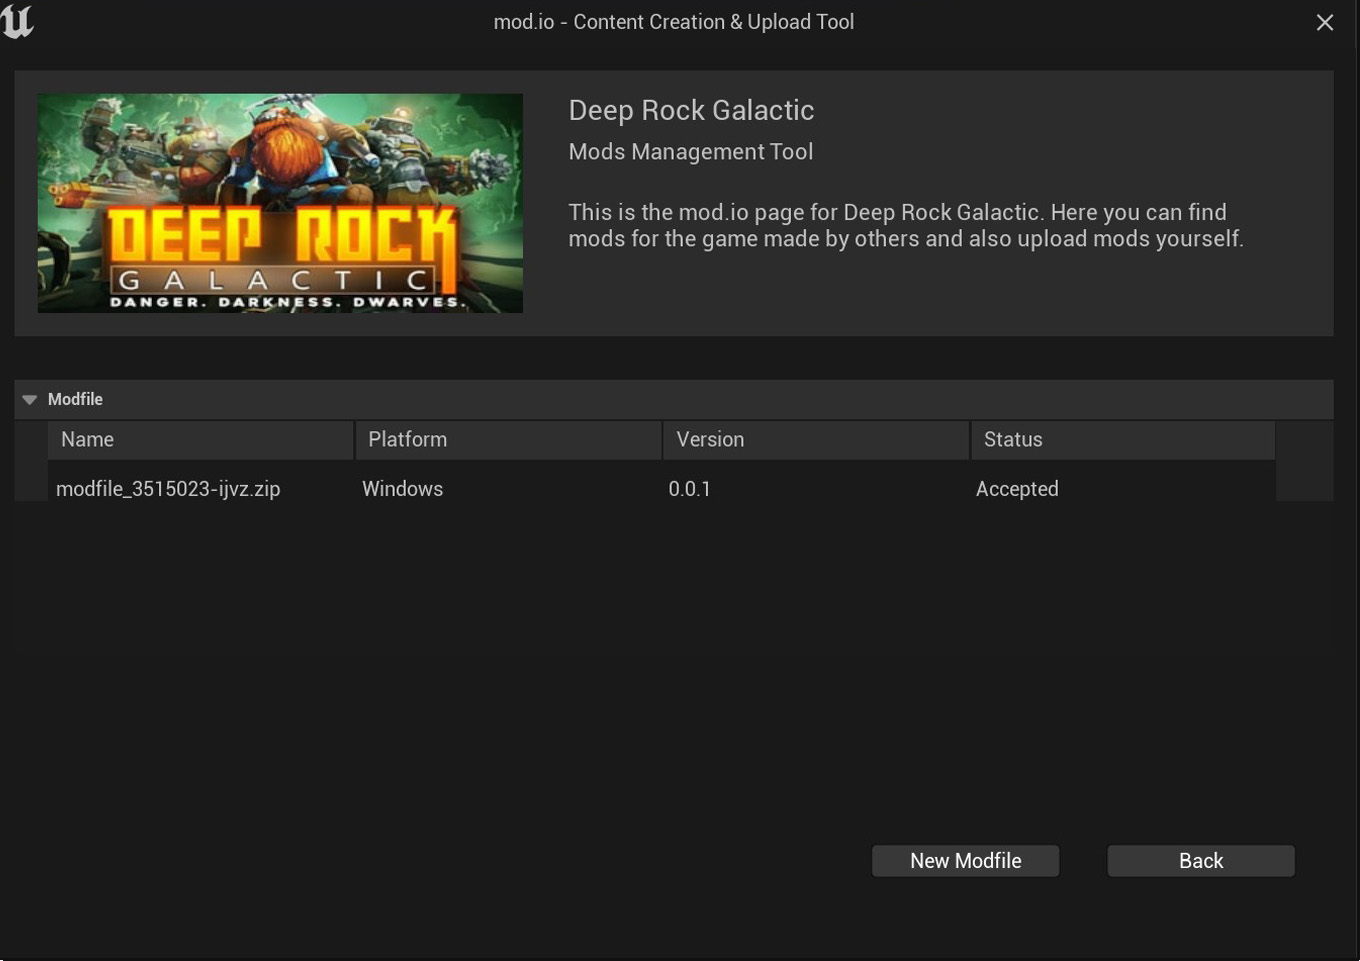 mod.io - Content Creation & Upload Tool
DEEP ROCK
GALACTIC
DANGER. DARKNESS. DWARVES.
Deep Rock Galactic
Mods Management Tool
This is the mod.io page for Deep Rock Galactic. Here you can find
mods for the game made by others and also upload mods yourself.
Modfile
Name Platform Version Status
modfile_3515023-ijvz.zip Windows 0.0.1 Accepted
New Modfile Back